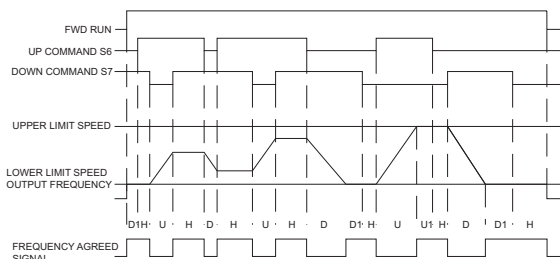 FWD RUN
UP COMMAND S6
DOWN COMMAND S7
UPPER LIMIT SPEED
LOWER LIMIT SPEED
OUTPUT FREQUENCY
D1 H U H D H U H D D1 H U U1 H D D1 H
FREQUENCY AGREED
SIGNAL